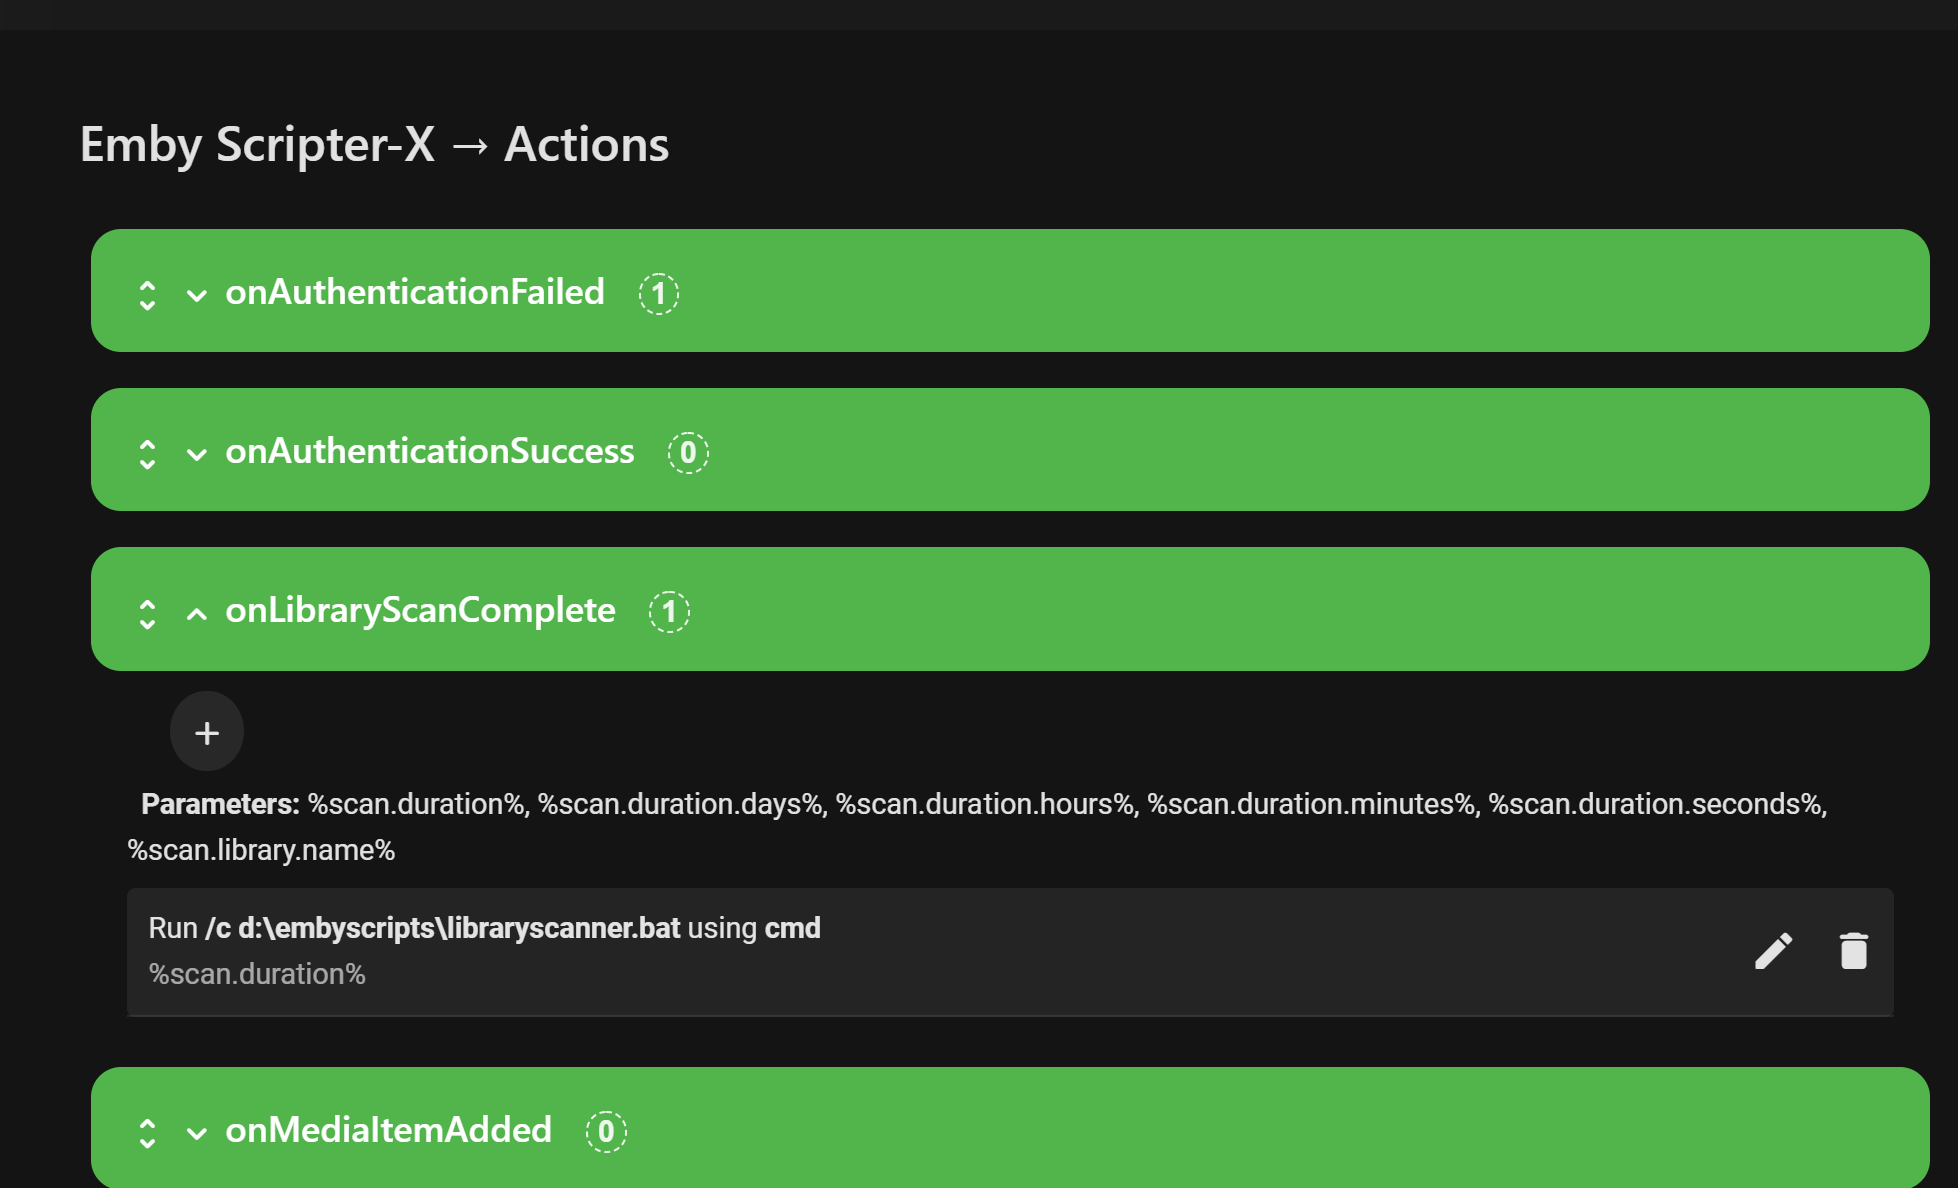 Emby Scripter-X → Actions
onAuthenticationFailed 1
onAuthenticationSuccess 0
onLibraryScanComplete 1
+
Parameters: %scan.duration%, %scan.duration.days%, %scan.duration.hours%, %scan.duration.minutes%, %scan.duration.seconds%,
%scan.library.name%
Run /c d:\embyscripts\libraryscanner.bat using cmd
%scan.duration%
onMediaItemAdded 0